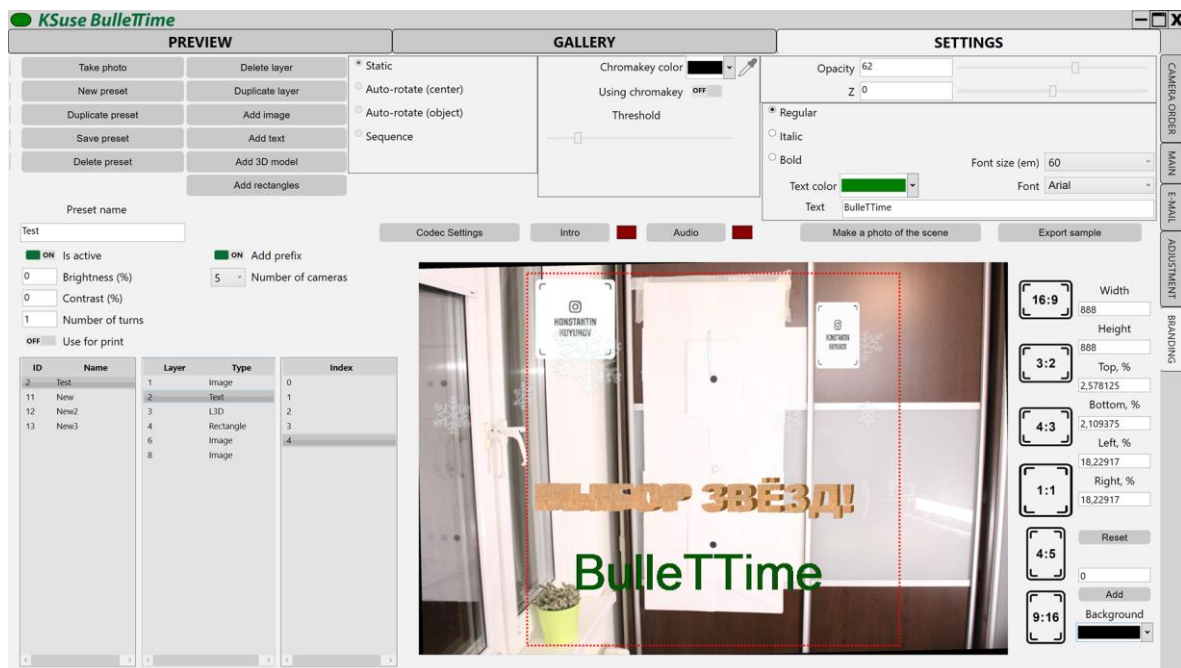 KSuse BulleTTime
PREVIEW GALLERY SETTINGS
Take photo Delete layer
New preset Duplicate layer
Duplicate preset Add image
Save preset Add text
Delete preset Add 3D model
Add rectangles
Static
Auto-rotate (center)
Auto-rotate (object)
Sequence
Chromakey color
Using chromakey OFF
Threshold
Opacity 62
Z 0
Regular
Italic
Bold
Font size (em) 60
Text color Font Arial
Text BulleTTime
CAMERA ORDER
MAIN
E-MAIL
ADJUSTMENT
BRANDING
Preset name
Test
Codec Settings Intro Audio Make a photo of the scene Export sample
ON Is active ON Add prefix
0 Brightness (%) 5 Number of cameras
0 Contrast (%)
1 Number of turns
OFF Use for print
ID Name
2 Test
11 New
12 New2
13 New3
Layer Type
1 Image
2 Text
3 L3D
4 Rectangle
6 Image
8 Image
Index
0
1
2
3
4
KONSTANTIN
HUYUKOV
KONSTANTIN
HUYUKOV
ВЫБОР ЗВЁЗД!
BulleTTime
16:9
3:2
4:3
1:1
4:5
9:16
Width
888
Height
888
Top, %
2,578125
Bottom, %
2,109375
Left, %
18,22917
Right, %
18,22917
Reset
0
Add
Background